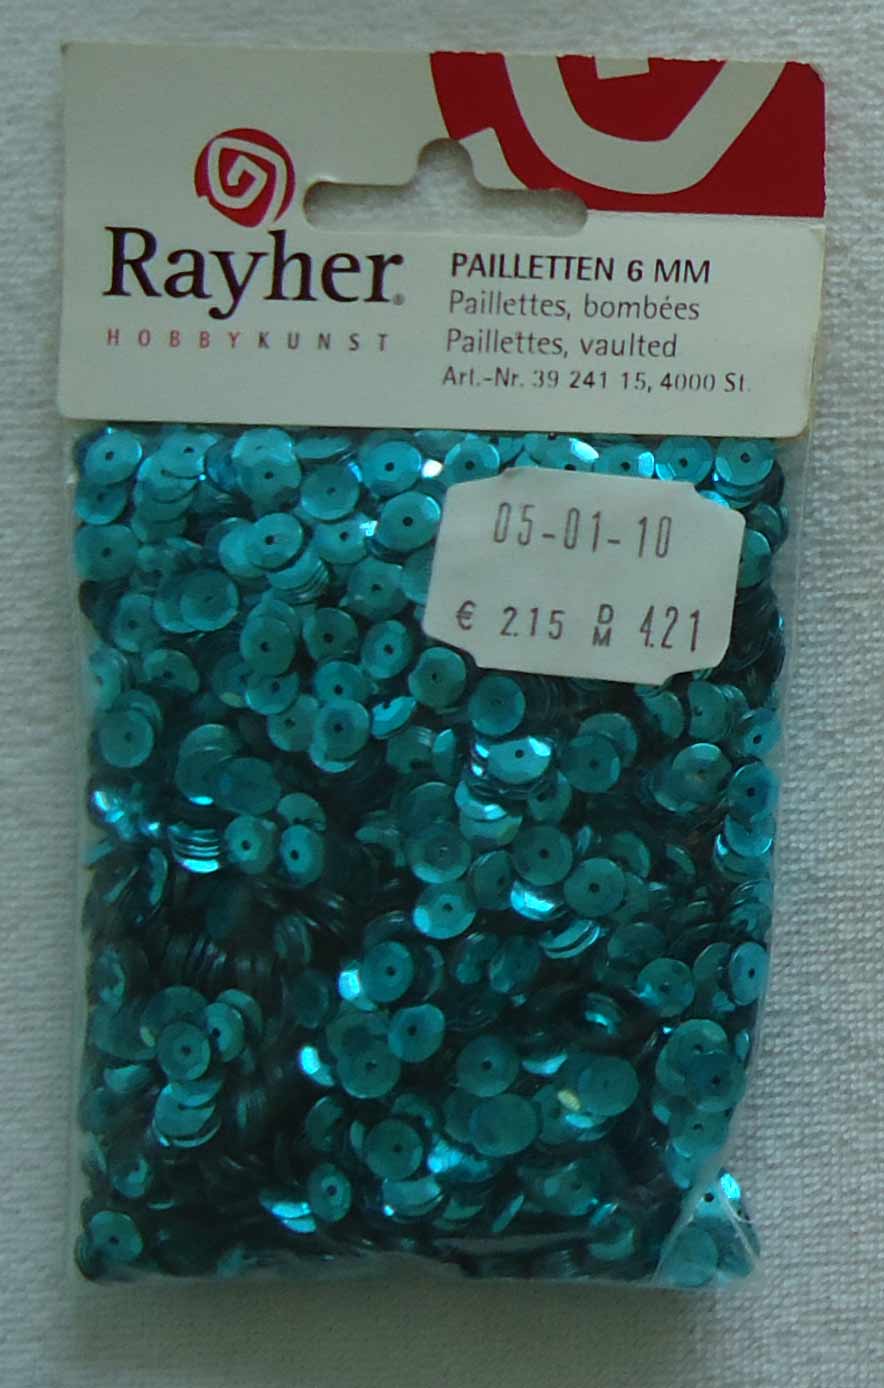 Rayher®
HOBBYKUNST
PAILLETTEN 6 MM
Paillettes, bombées
Paillettes, vaulted
Art.-Nr. 39 241 15, 4000 St.
05-01-10
€ 2.15 DM 4.21